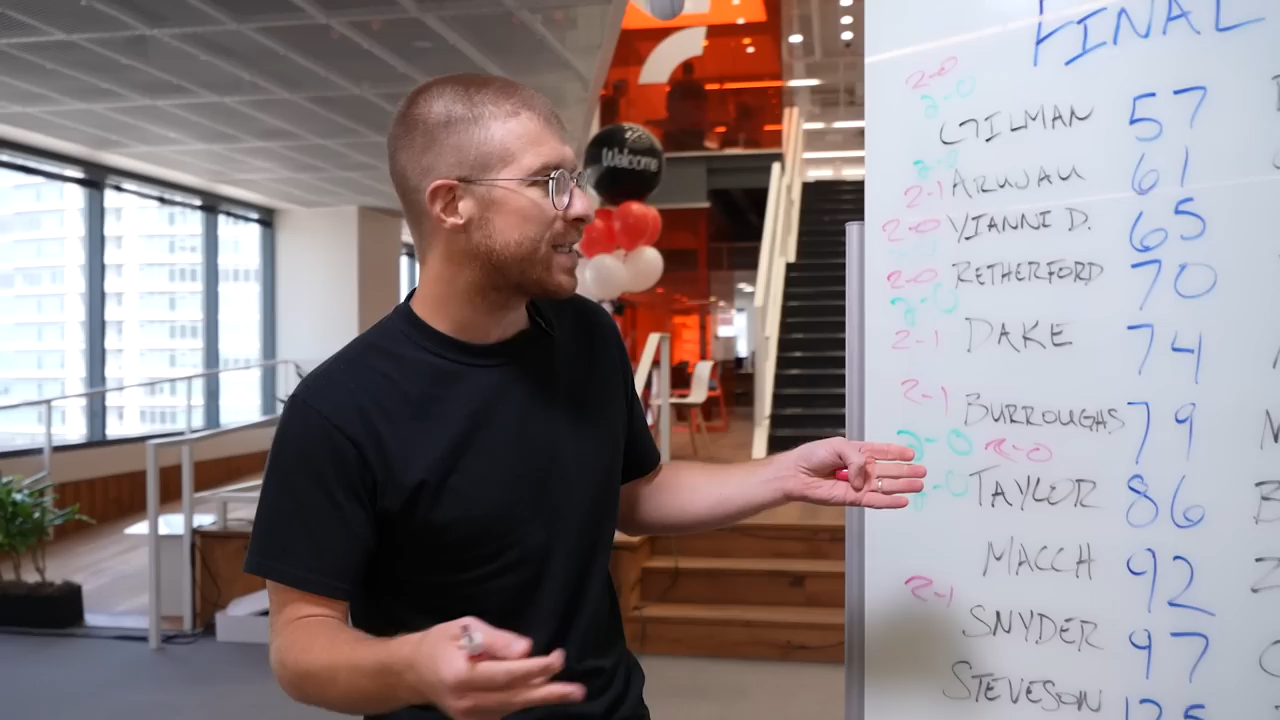 FINAL
2-0
2-0
GILMAN 57
2-0
2-1 ARUJAU 61
2-0 YIANNI D. 65
2-0 RETHERFORD 70
2-0
2-1 DAKE 74
2-1
BURROUGHS 79
2-0 2-0
TAYLOR 86
MACCH 92
2-1
SNYDER 97
STEVESON 125
Welcome